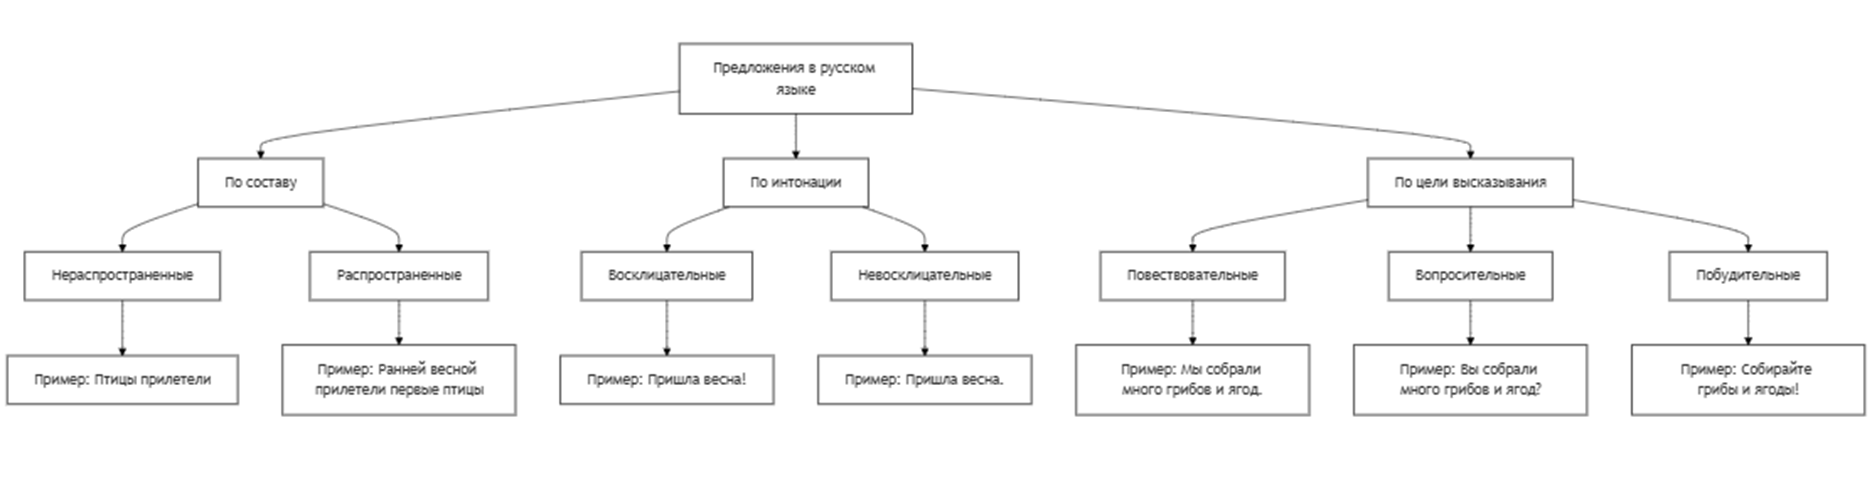 Предложения в русском
языке
По составу
По интонации
По цели высказывания
Нераспространенные
Распространенные
Восклицательные
Невосклицательные
Повествовательные
Вопросительные
Побудительные
Пример: Птицы прилетели
Пример: Ранней весной
прилетели первые птицы
Пример: Пришла весна!
Пример: Пришла весна.
Пример: Мы собрали
много грибов и ягод.
Пример: Вы собрали
много грибов и ягод?
Пример: Собирайте
грибы и ягоды!